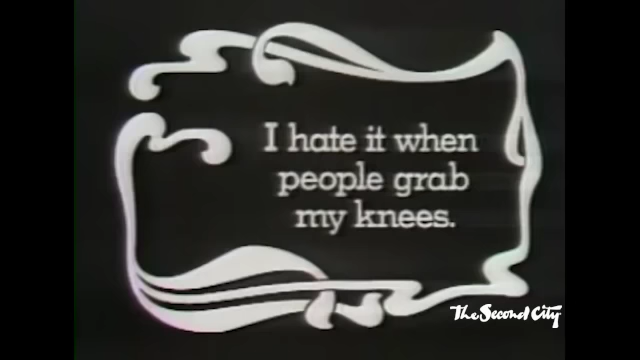 I hate it when
people grab
my knees.
The Second City